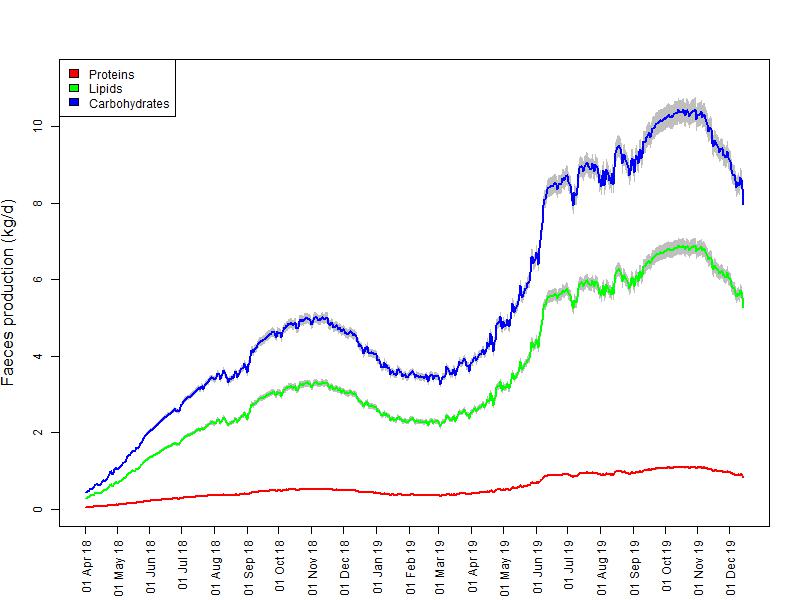 Proteins
Lipids
Carbohydrates
Faeces production (kg/d)
10
8
6
4
2
0
01 Apr 18
01 May 18
01 Jun 18
01 Jul 18
01 Aug 18
01 Sep 18
01 Oct 18
01 Nov 18
01 Dec 18
01 Jan 19
01 Feb 19
01 Mar 19
01 Apr 19
01 May 19
01 Jun 19
01 Jul 19
01 Aug 19
01 Sep 19
01 Oct 19
01 Nov 19
01 Dec 19